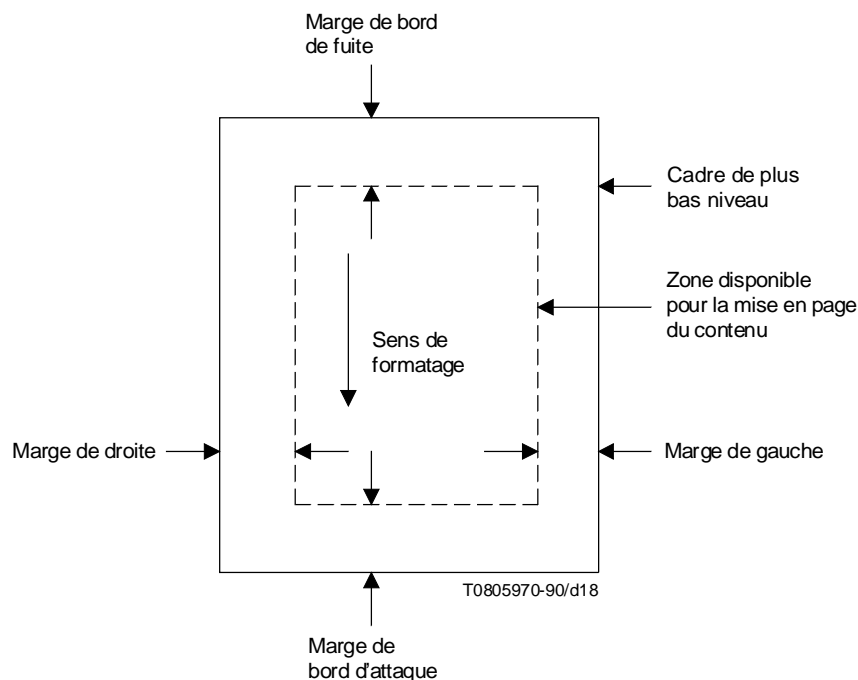 Marge de bord
de fuite
Cadre de plus
bas niveau
Zone disponible
pour la mise en page
du contenu
Sens de
formatage
Marge de droite
Marge de gauche
T0805970-90/d18
Marge de
bord d'attaque